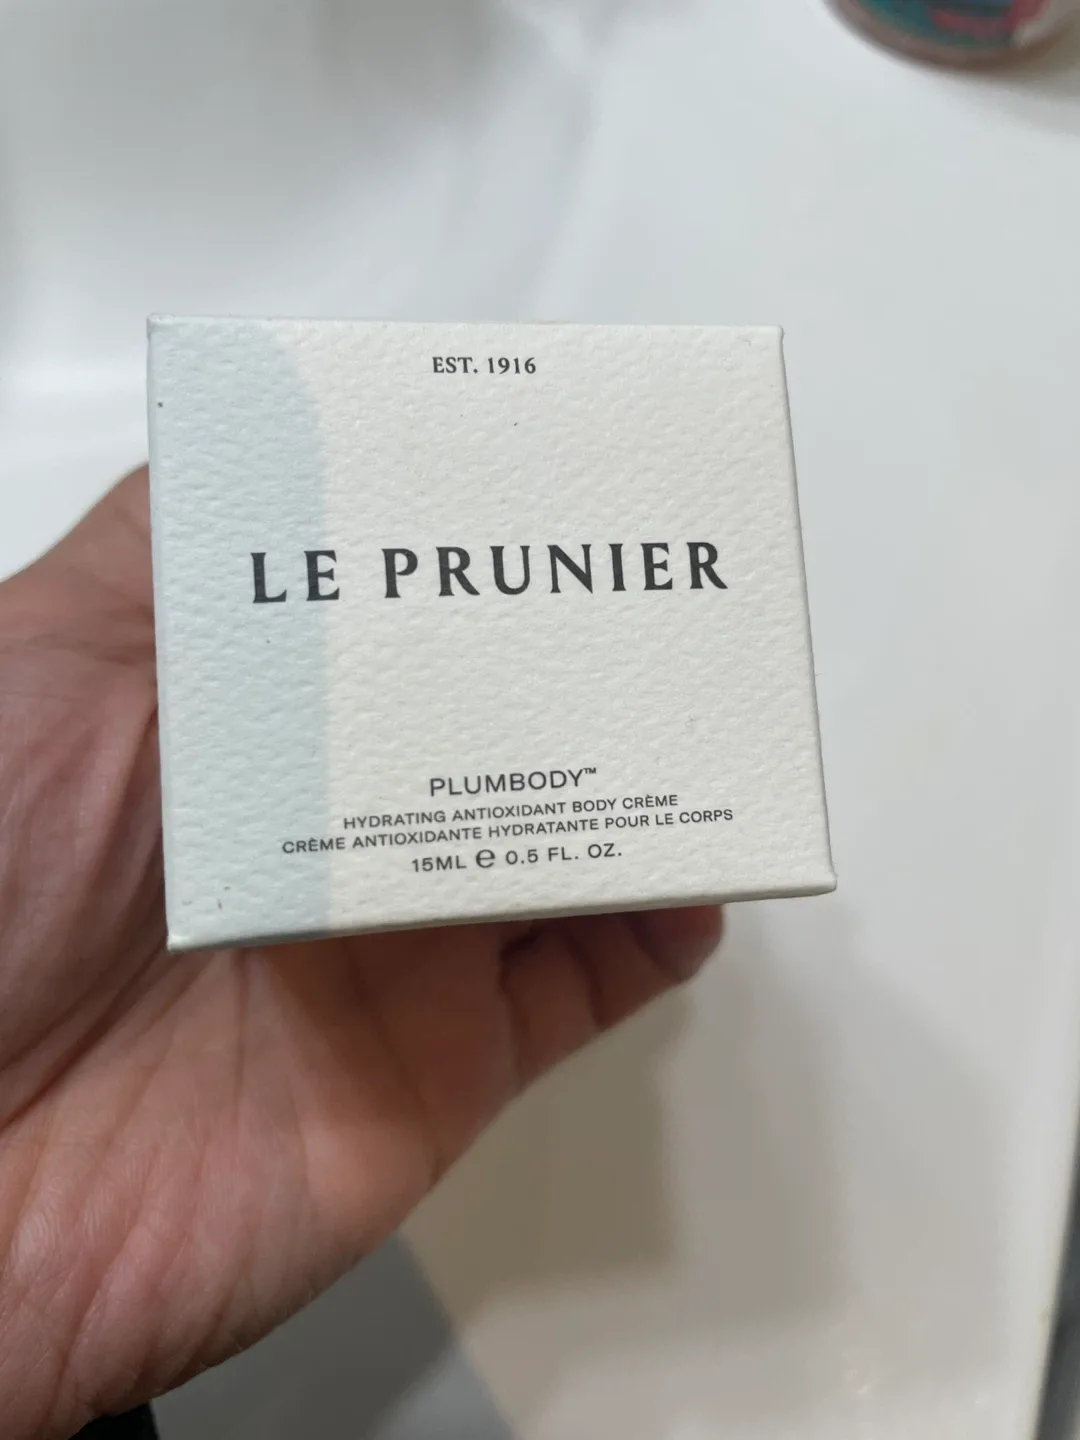 EST. 1916
LE PRUNIER
PLUMBODY™
HYDRATING ANTIOXIDANT BODY CRÈME
CRÈME ANTIOXIDANTE HYDRATANTE POUR LE CORPS
15ML ℮ 0.5 FL. OZ.